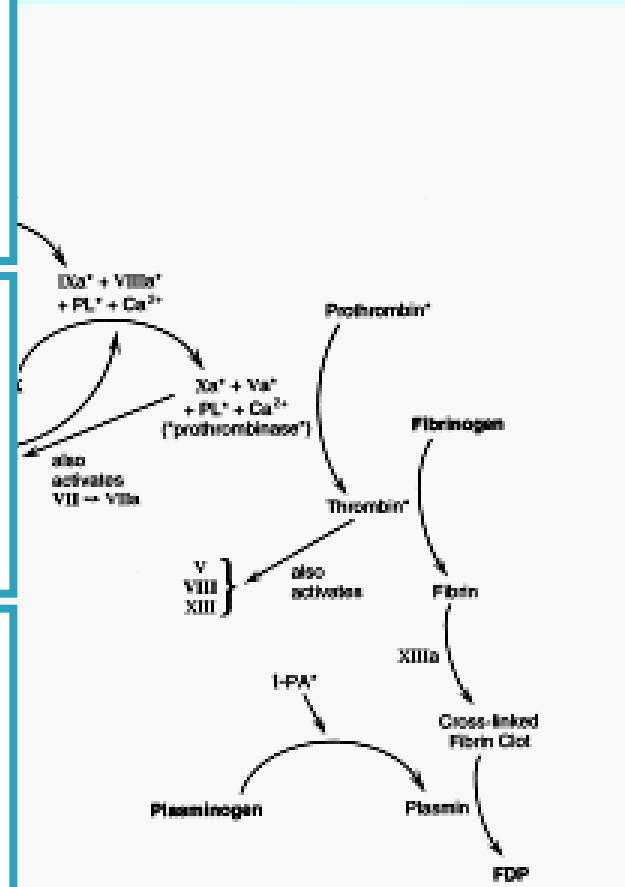 IXa* + VIIIa*
+ PL* + Ca2+
Prothrombin*
Xa* + Va*
+ PL* + Ca2+
("prothrombinase")
Fibrinogen
also
activates
VII → VIIa
Thrombin*
V
VIII
XIII
also
activates
Fibrin
XIIIa
t-PA*
Cross-linked
Fibrin Clot
Plasminogen
Plasmin
FDP